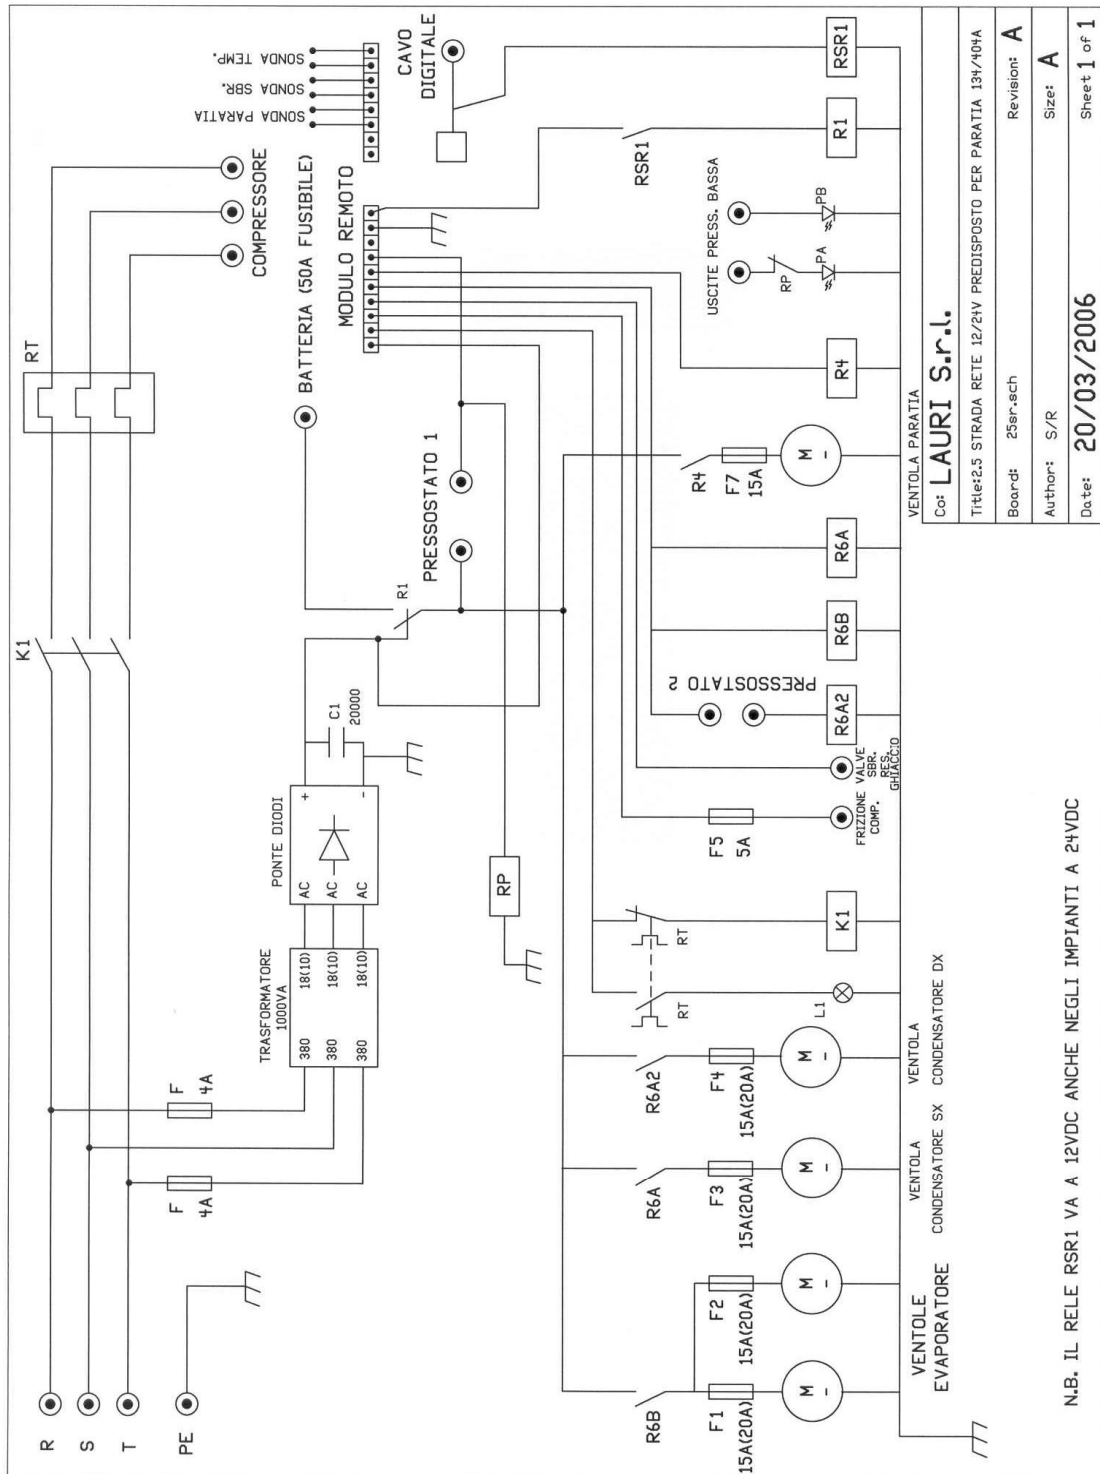 R
S
T
PE
K1
RT
COMPRESSORE
F
4A
F
4A
TRASFORMATORE
1000VA
380
380
380
18(10)
18(10)
18(10)
PONTE DIODI
AC
AC
AC
+
-
C1
20000
R1
BATTERIA (50A FUSIBILE)
PRESSOSTATO 1
MODULO REMOTO
SONDA TEMP.
SONDA SBR.
SONDA PARATIA
CAVO
DIGITALE
RP
R6B
F1
15A(20A)
M
-
F2
15A(20A)
M
-
VENTOLE
EVAPORATORE
R6A
F3
15A(20A)
M
-
VENTOLA
CONDENSATORE SX
R6A2
F4
15A(20A)
M
-
VENTOLA
CONDENSATORE DX
RT
L1
RT
K1
F5
5A
FRIZIONE
COMP.
VALVE
SBR.
RES.
GHIACCIO
PRESSOSTATO 2
R6A2
R6B
R6A
R4
F7
15A
M
-
VENTOLA PARATIA
R4
USCITE PRESS. BASSA
RP
PA
PB
RSR1
R1
RSR1
N.B. IL RELE RSR1 VA A 12VDC ANCHE NEGLI IMPIANTI A 24VDC
Co: LAURI S.r.l.
Title:2.5 STRADA RETE 12/24V PREDISPOSTO PER PARATIA 134/404A
Board: 25sr.sch
Revision: A
Author: S/R
Size: A
Date: 20/03/2006
Sheet 1 of 1